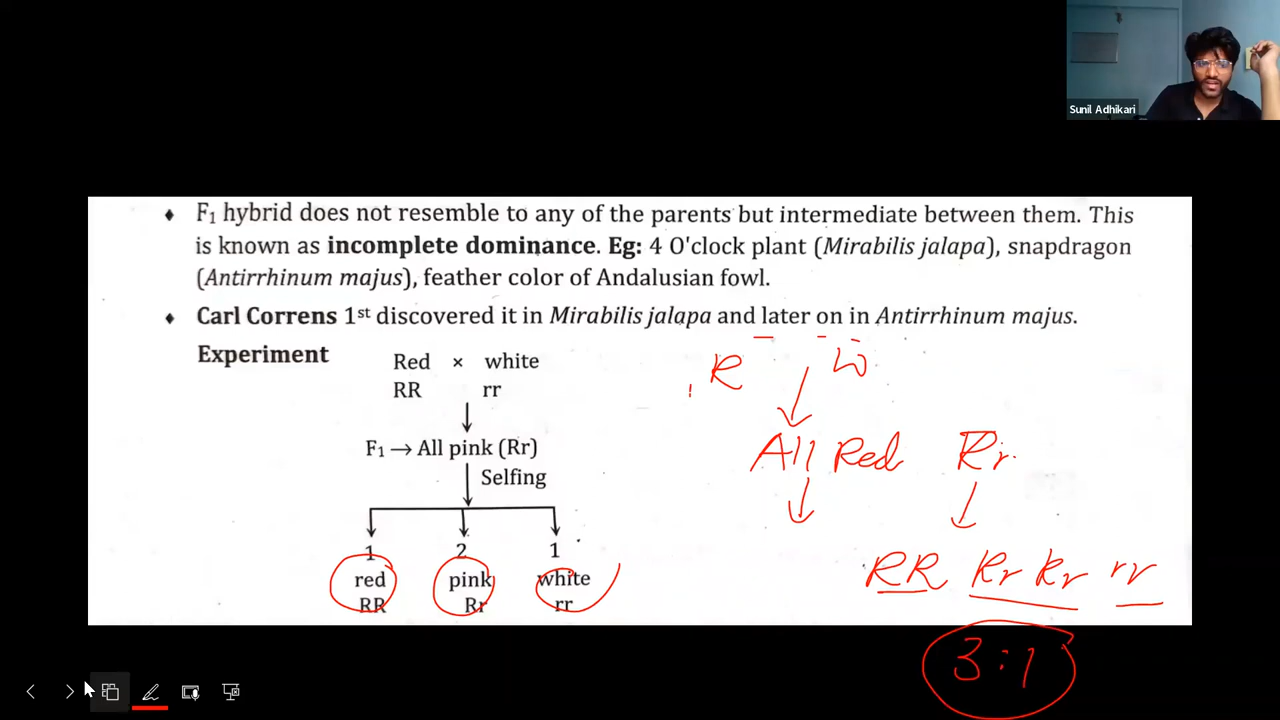 Sunil Adhikari
♦ F₁ hybrid does not resemble to any of the parents but intermediate between them. This
is known as incomplete dominance. Eg: 4 O'clock plant (Mirabilis jalapa), snapdragon
(Antirrhinum majus), feather color of Andalusian fowl.
♦ Carl Correns 1st discovered it in Mirabilis jalapa and later on in Antirrhinum majus.
Experiment
Red × white
RR rr
F₁ → All pink (Rr)
Selfing
1 2 1
red pink white
RR Rr rr
R W
All Red Rr
RR Rr Rr rr
3:1